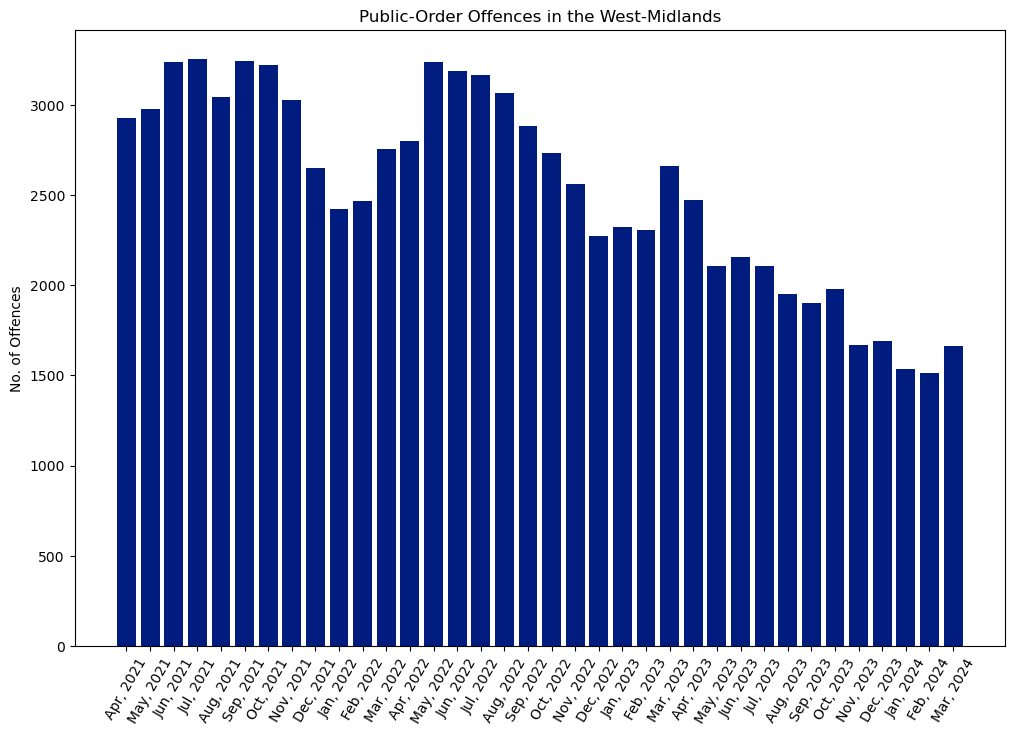 Public-Order Offences in the West-Midlands
No. of Offences
3000
2500
2000
1500
1000
500
0
Apr, 2021
May, 2021
Jun, 2021
Jul, 2021
Aug, 2021
Sep, 2021
Oct, 2021
Nov, 2021
Dec, 2021
Jan, 2022
Feb, 2022
Mar, 2022
Apr, 2022
May, 2022
Jun, 2022
Jul, 2022
Aug, 2022
Sep, 2022
Oct, 2022
Nov, 2022
Dec, 2022
Jan, 2023
Feb, 2023
Mar, 2023
Apr, 2023
May, 2023
Jun, 2023
Jul, 2023
Aug, 2023
Sep, 2023
Oct, 2023
Nov, 2023
Dec, 2023
Jan, 2024
Feb, 2024
Mar, 2024